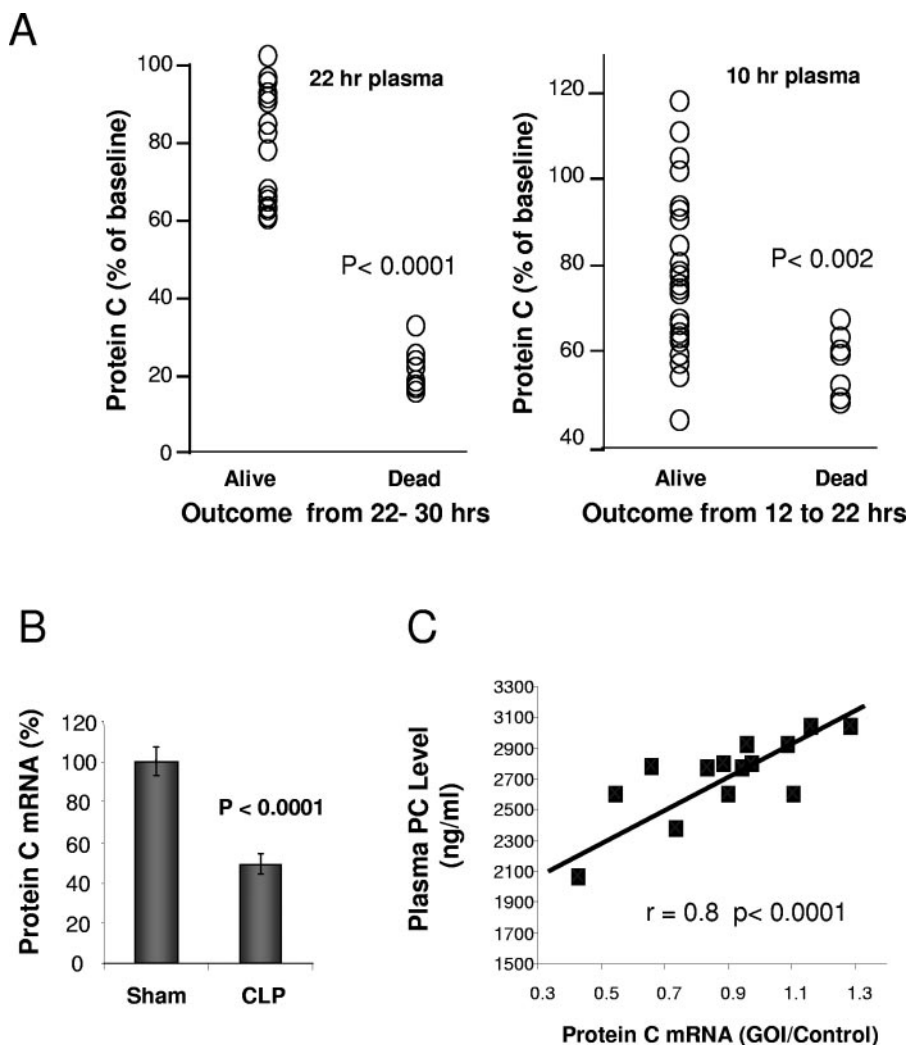 A
Protein C (% of baseline)
100
80
60
40
20
0
22 hr plasma
P< 0.0001
Alive Dead
Outcome from 22- 30 hrs
Protein C (% of baseline)
120
100
80
60
40
10 hr plasma
P< 0.002
Alive Dead
Outcome from 12 to 22 hrs
B
Protein C mRNA (%)
120
100
80
60
40
20
0
P < 0.0001
Sham CLP
C
Plasma PC Level
(ng/ml)
3300
3100
2900
2700
2500
2300
2100
1900
1700
1500
r = 0.8 p< 0.0001
0.3 0.5 0.7 0.9 1.1 1.3
Protein C mRNA (GOI/Control)